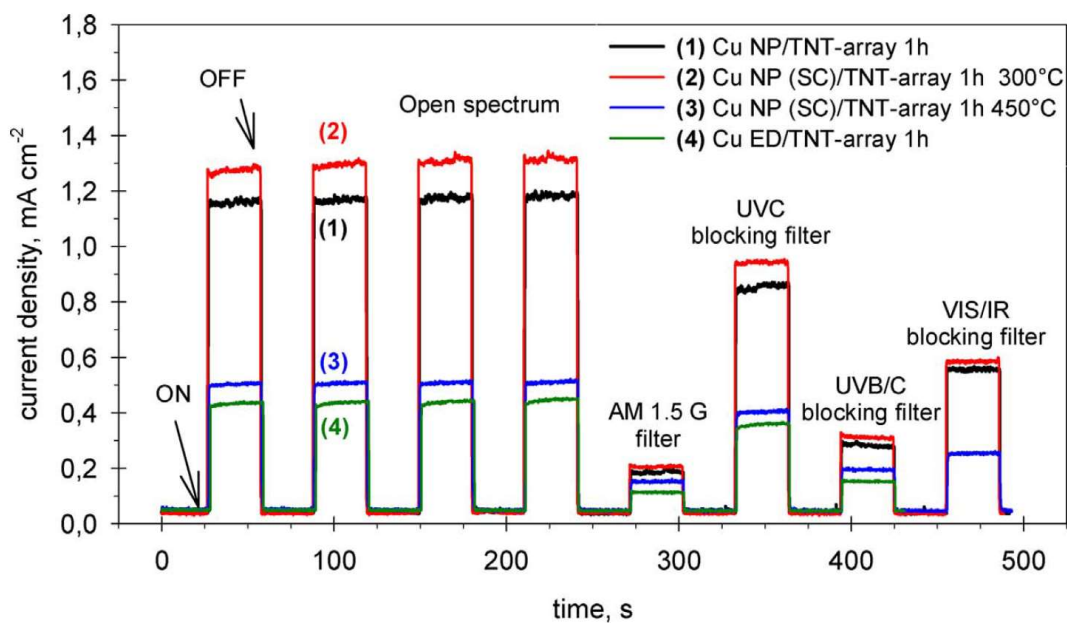 1,8
1,6
1,4
1,2
1,0
0,8
0,6
0,4
0,2
0,0
current density, mA cm-2
OFF
ON
(1) Cu NP/TNT-array 1h
(2) Cu NP (SC)/TNT-array 1h 300°C
(3) Cu NP (SC)/TNT-array 1h 450°C
(4) Cu ED/TNT-array 1h
Open spectrum
(2)
(1)
(3)
(4)
AM 1.5 G
filter
UVC
blocking filter
UVB/C
blocking filter
VIS/IR
blocking filter
0
100
200
300
400
500
time, s